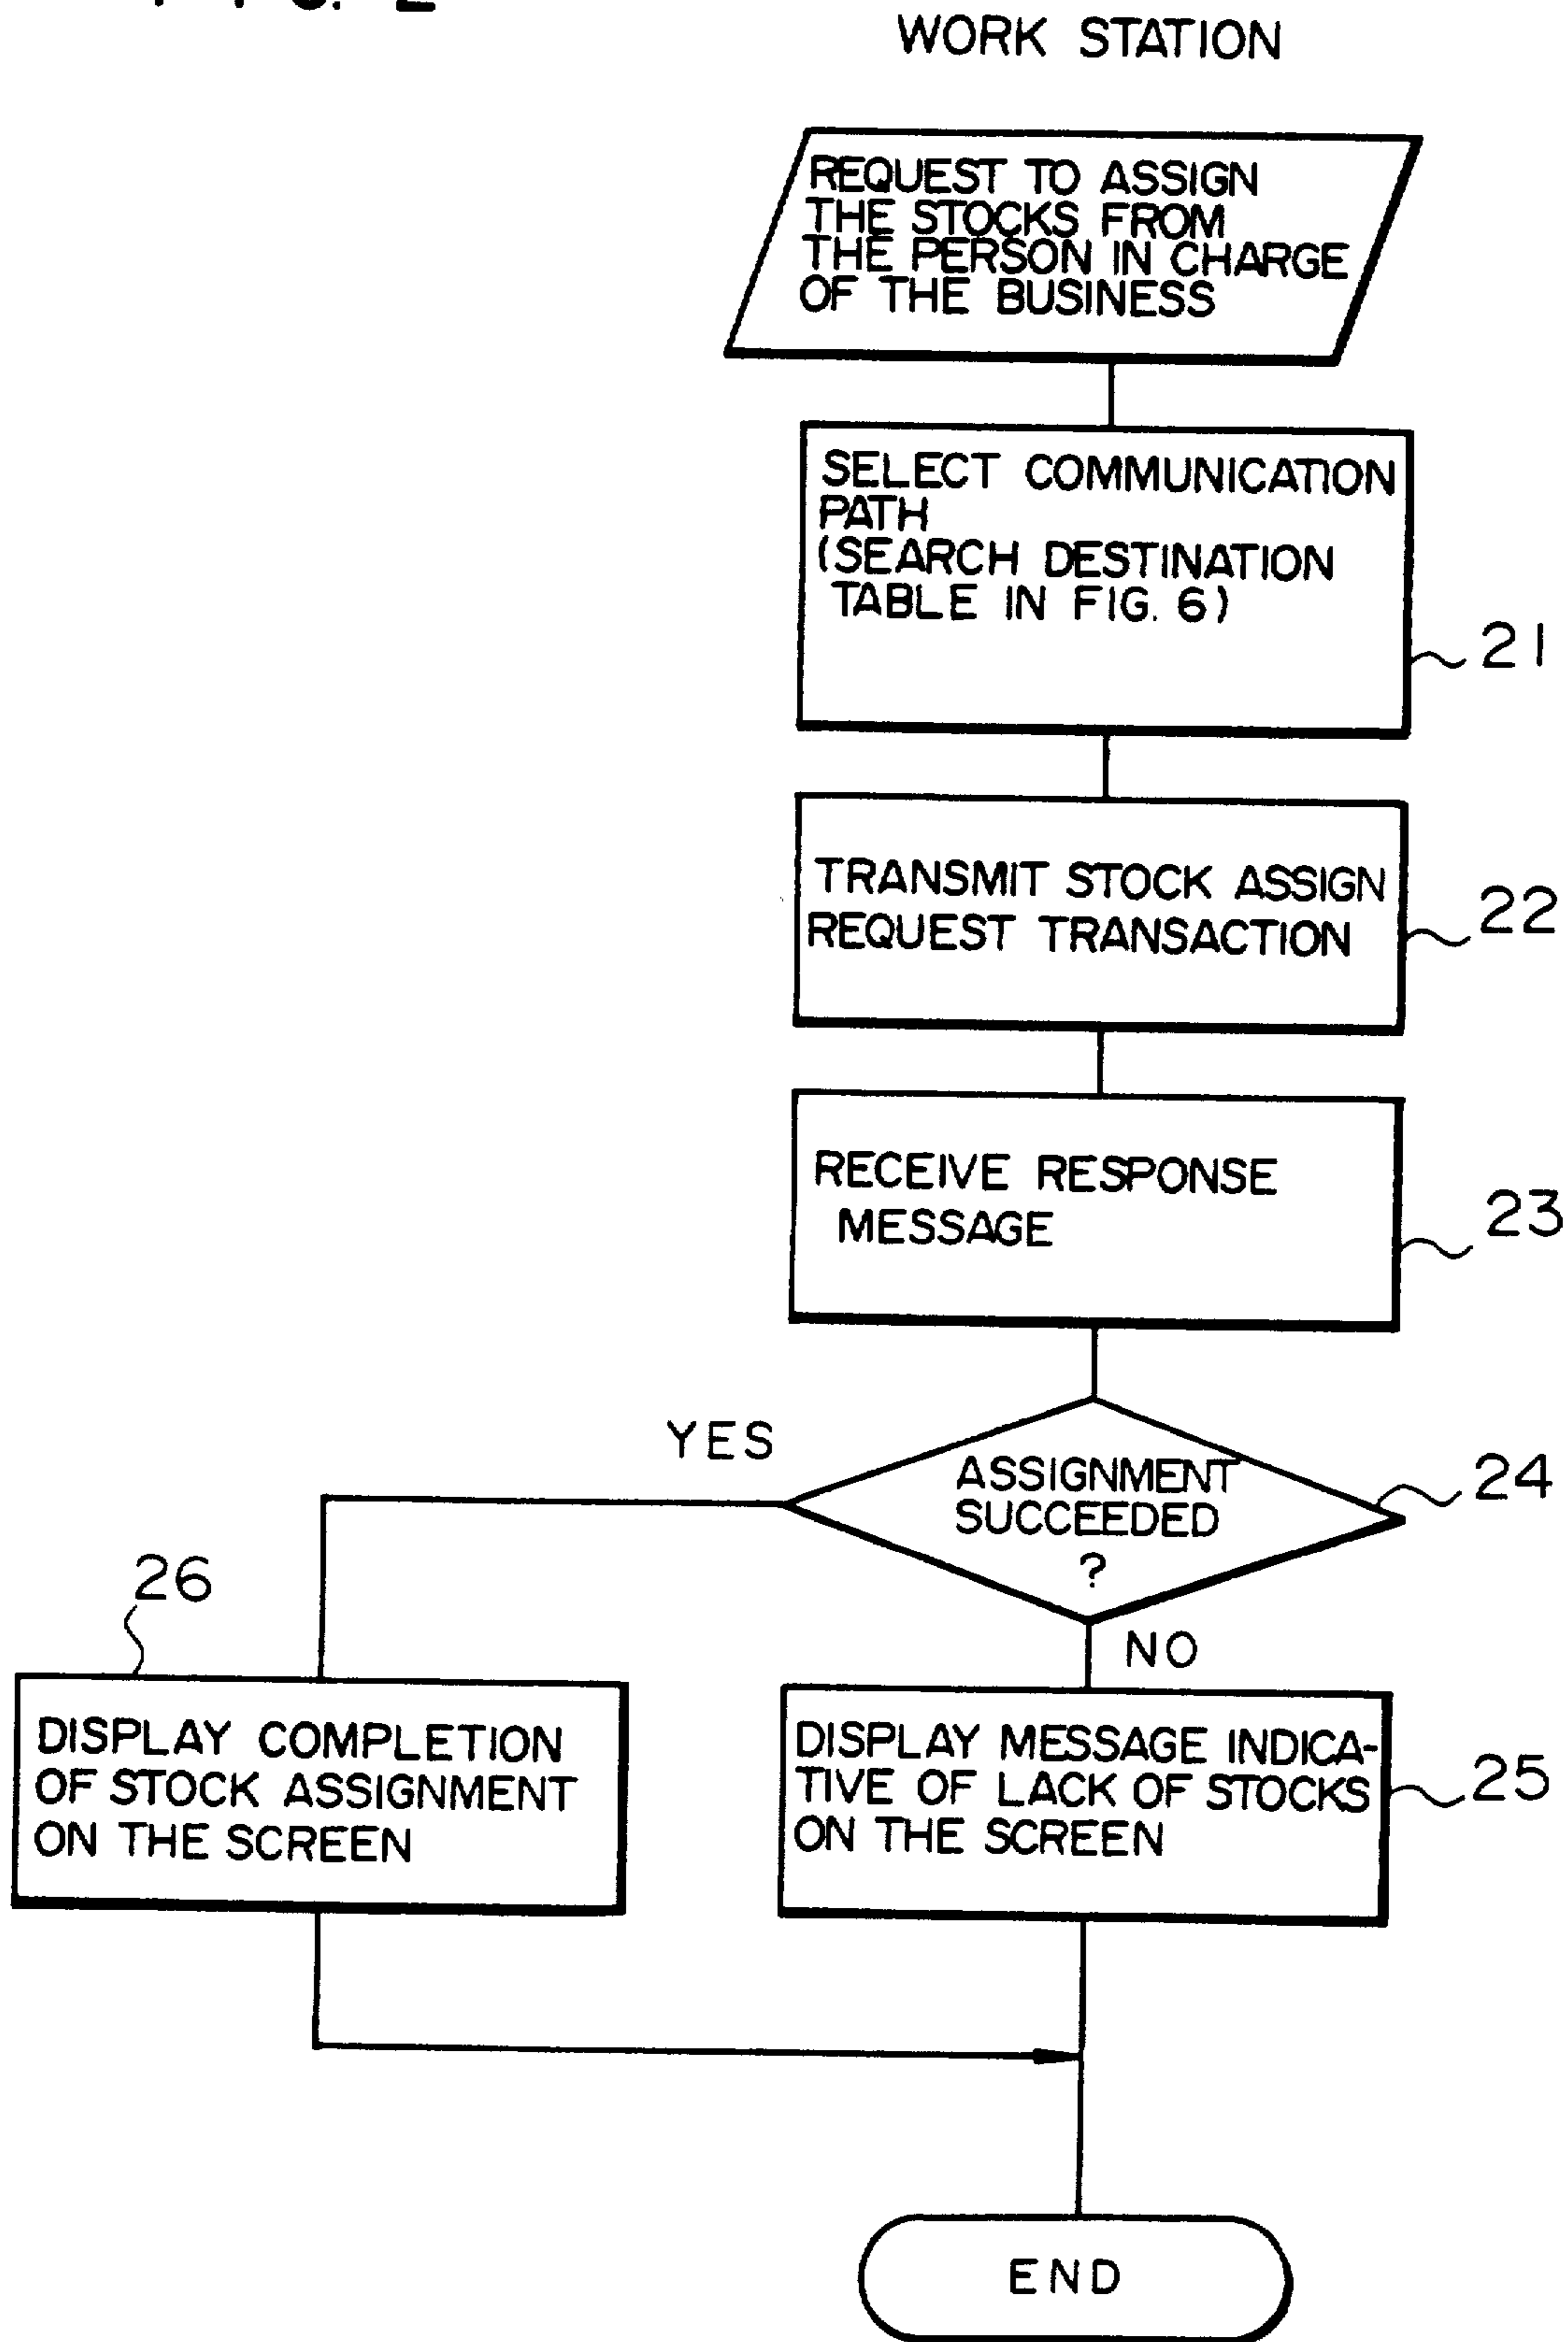 WORK STATION
REQUEST TO ASSIGN
THE STOCKS FROM
THE PERSON IN CHARGE
OF THE BUSINESS
SELECT COMMUNICATION
PATH
(SEARCH DESTINATION
TABLE IN FIG. 6)
21
TRANSMIT STOCK ASSIGN
REQUEST TRANSACTION
22
RECEIVE RESPONSE
MESSAGE
23
YES
ASSIGNMENT
SUCCEEDED
?
24
NO
26
DISPLAY COMPLETION
OF STOCK ASSIGNMENT
ON THE SCREEN
DISPLAY MESSAGE INDICA-
TIVE OF LACK OF STOCKS
ON THE SCREEN
25
END